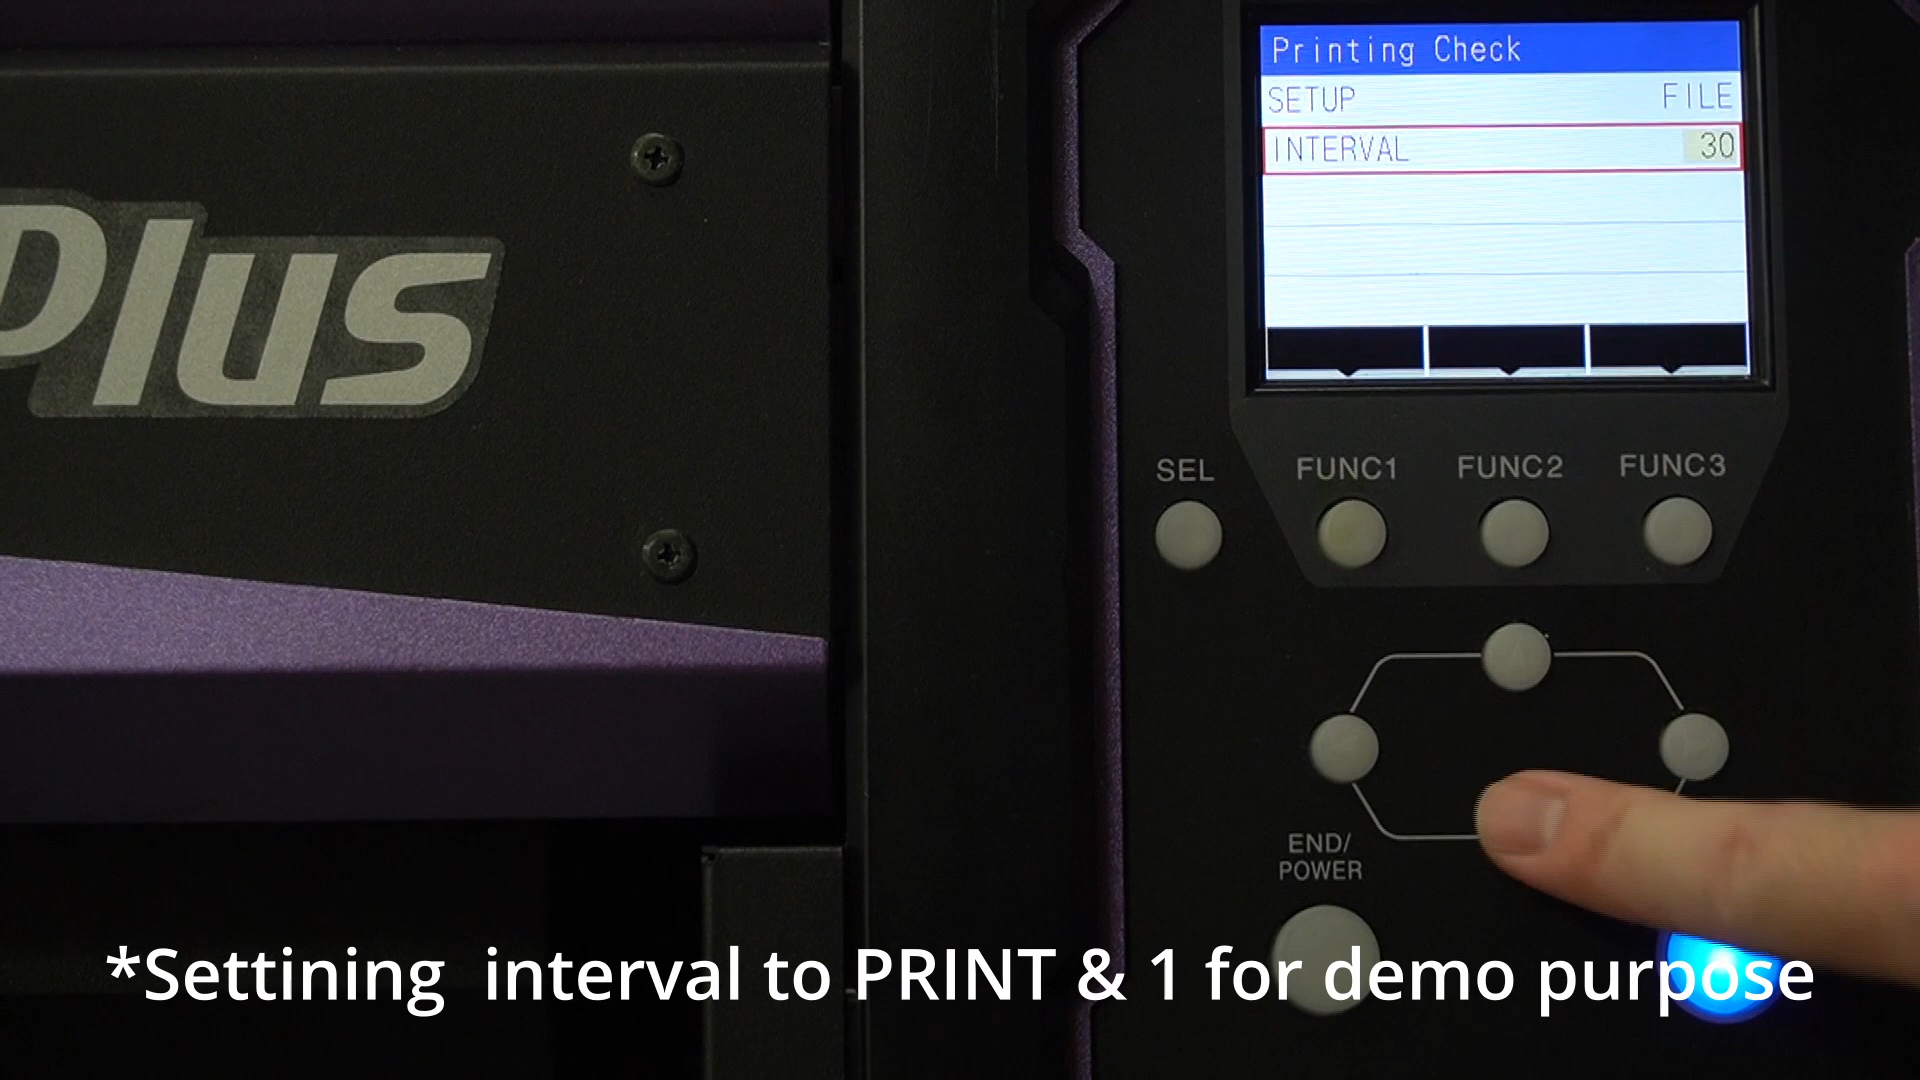 Plus
Printing Check
SETUP FILE
INTERVAL 30
SEL FUNC1 FUNC2 FUNC3
END/
POWER
*Settining interval to PRINT & 1 for demo purpose